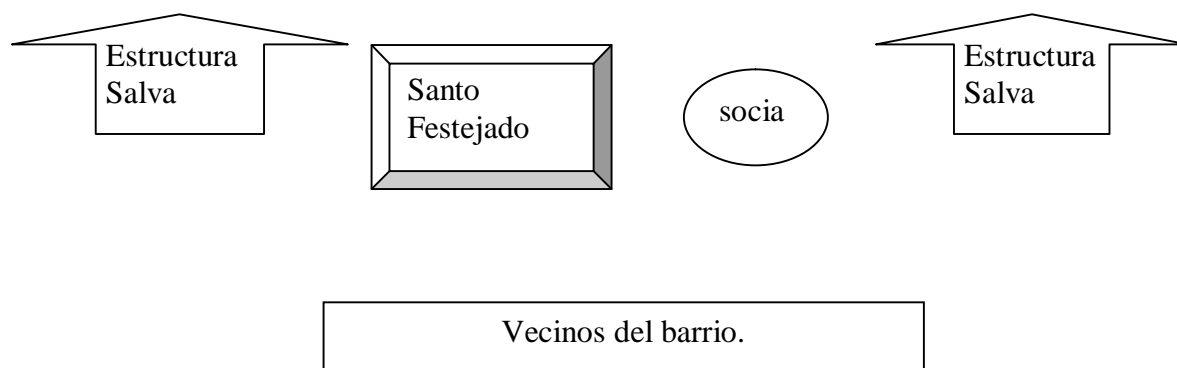 Estructura
Salva
Santo
Festejado
socia
Estructura
Salva
Vecinos del barrio.